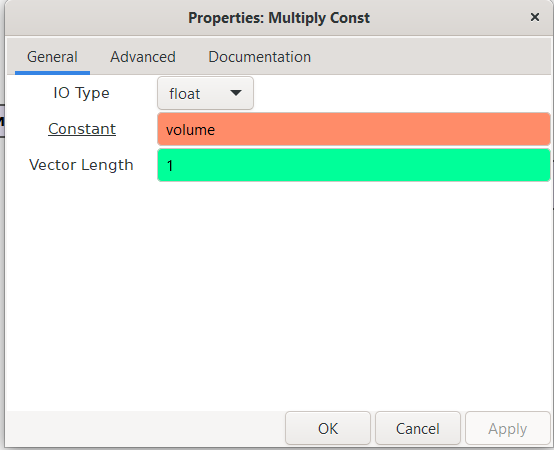 Properties: Multiply Const
General Advanced Documentation
IO Type float
Constant volume
Vector Length 1
OK Cancel Apply